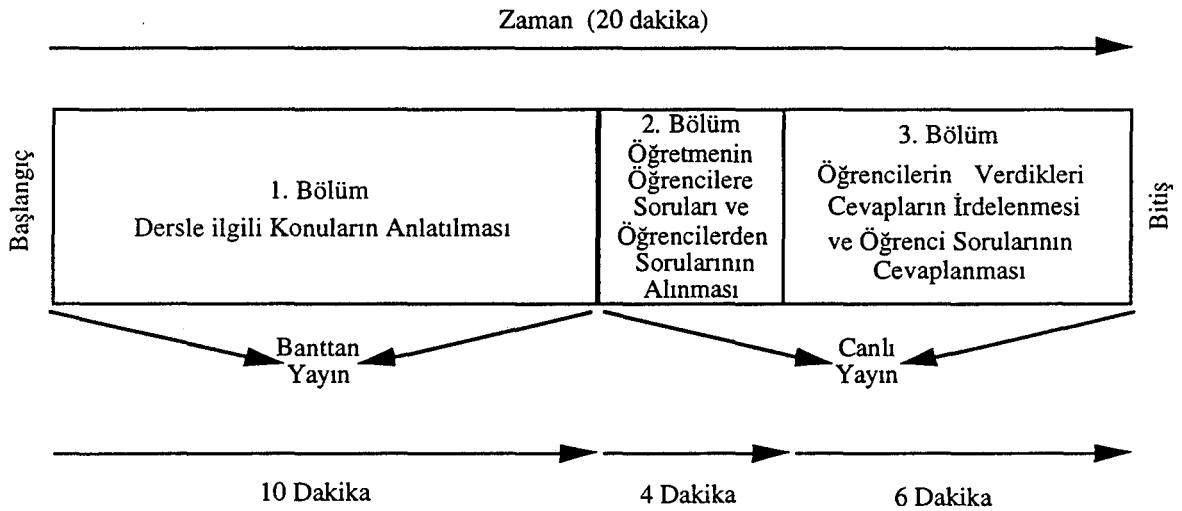 Zaman (20 dakika)
Başlangıç
1. Bölüm
Dersle ilgili Konuların Anlatılması
2. Bölüm
Öğretmenin
Öğrencilere
Soruları ve
Öğrencilerden
Sorularının
Alınması
3. Bölüm
Öğrencilerin Verdikleri
Cevapların İrdelenmesi
ve Öğrenci Sorularının
Cevaplanması
Bitiş
Banttan
Yayın
Canlı
Yayın
10 Dakika
4 Dakika
6 Dakika